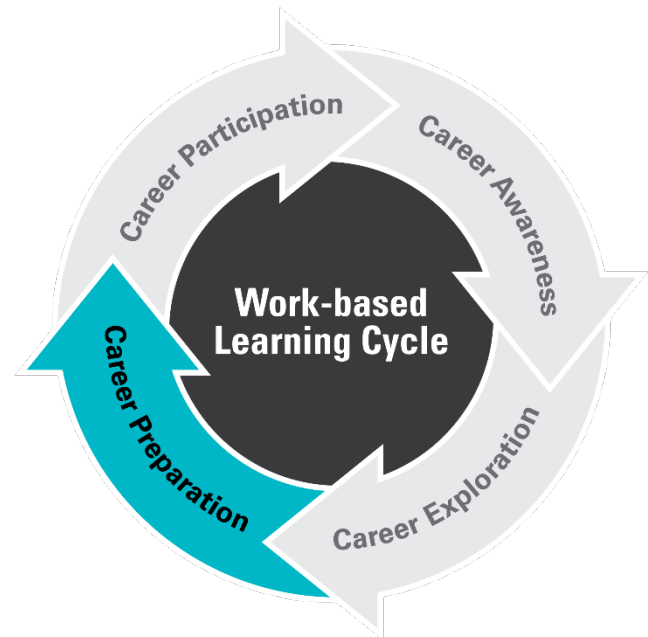 Work-based
Learning Cycle
Career Awareness
Career Exploration
Career Preparation
Career Participation